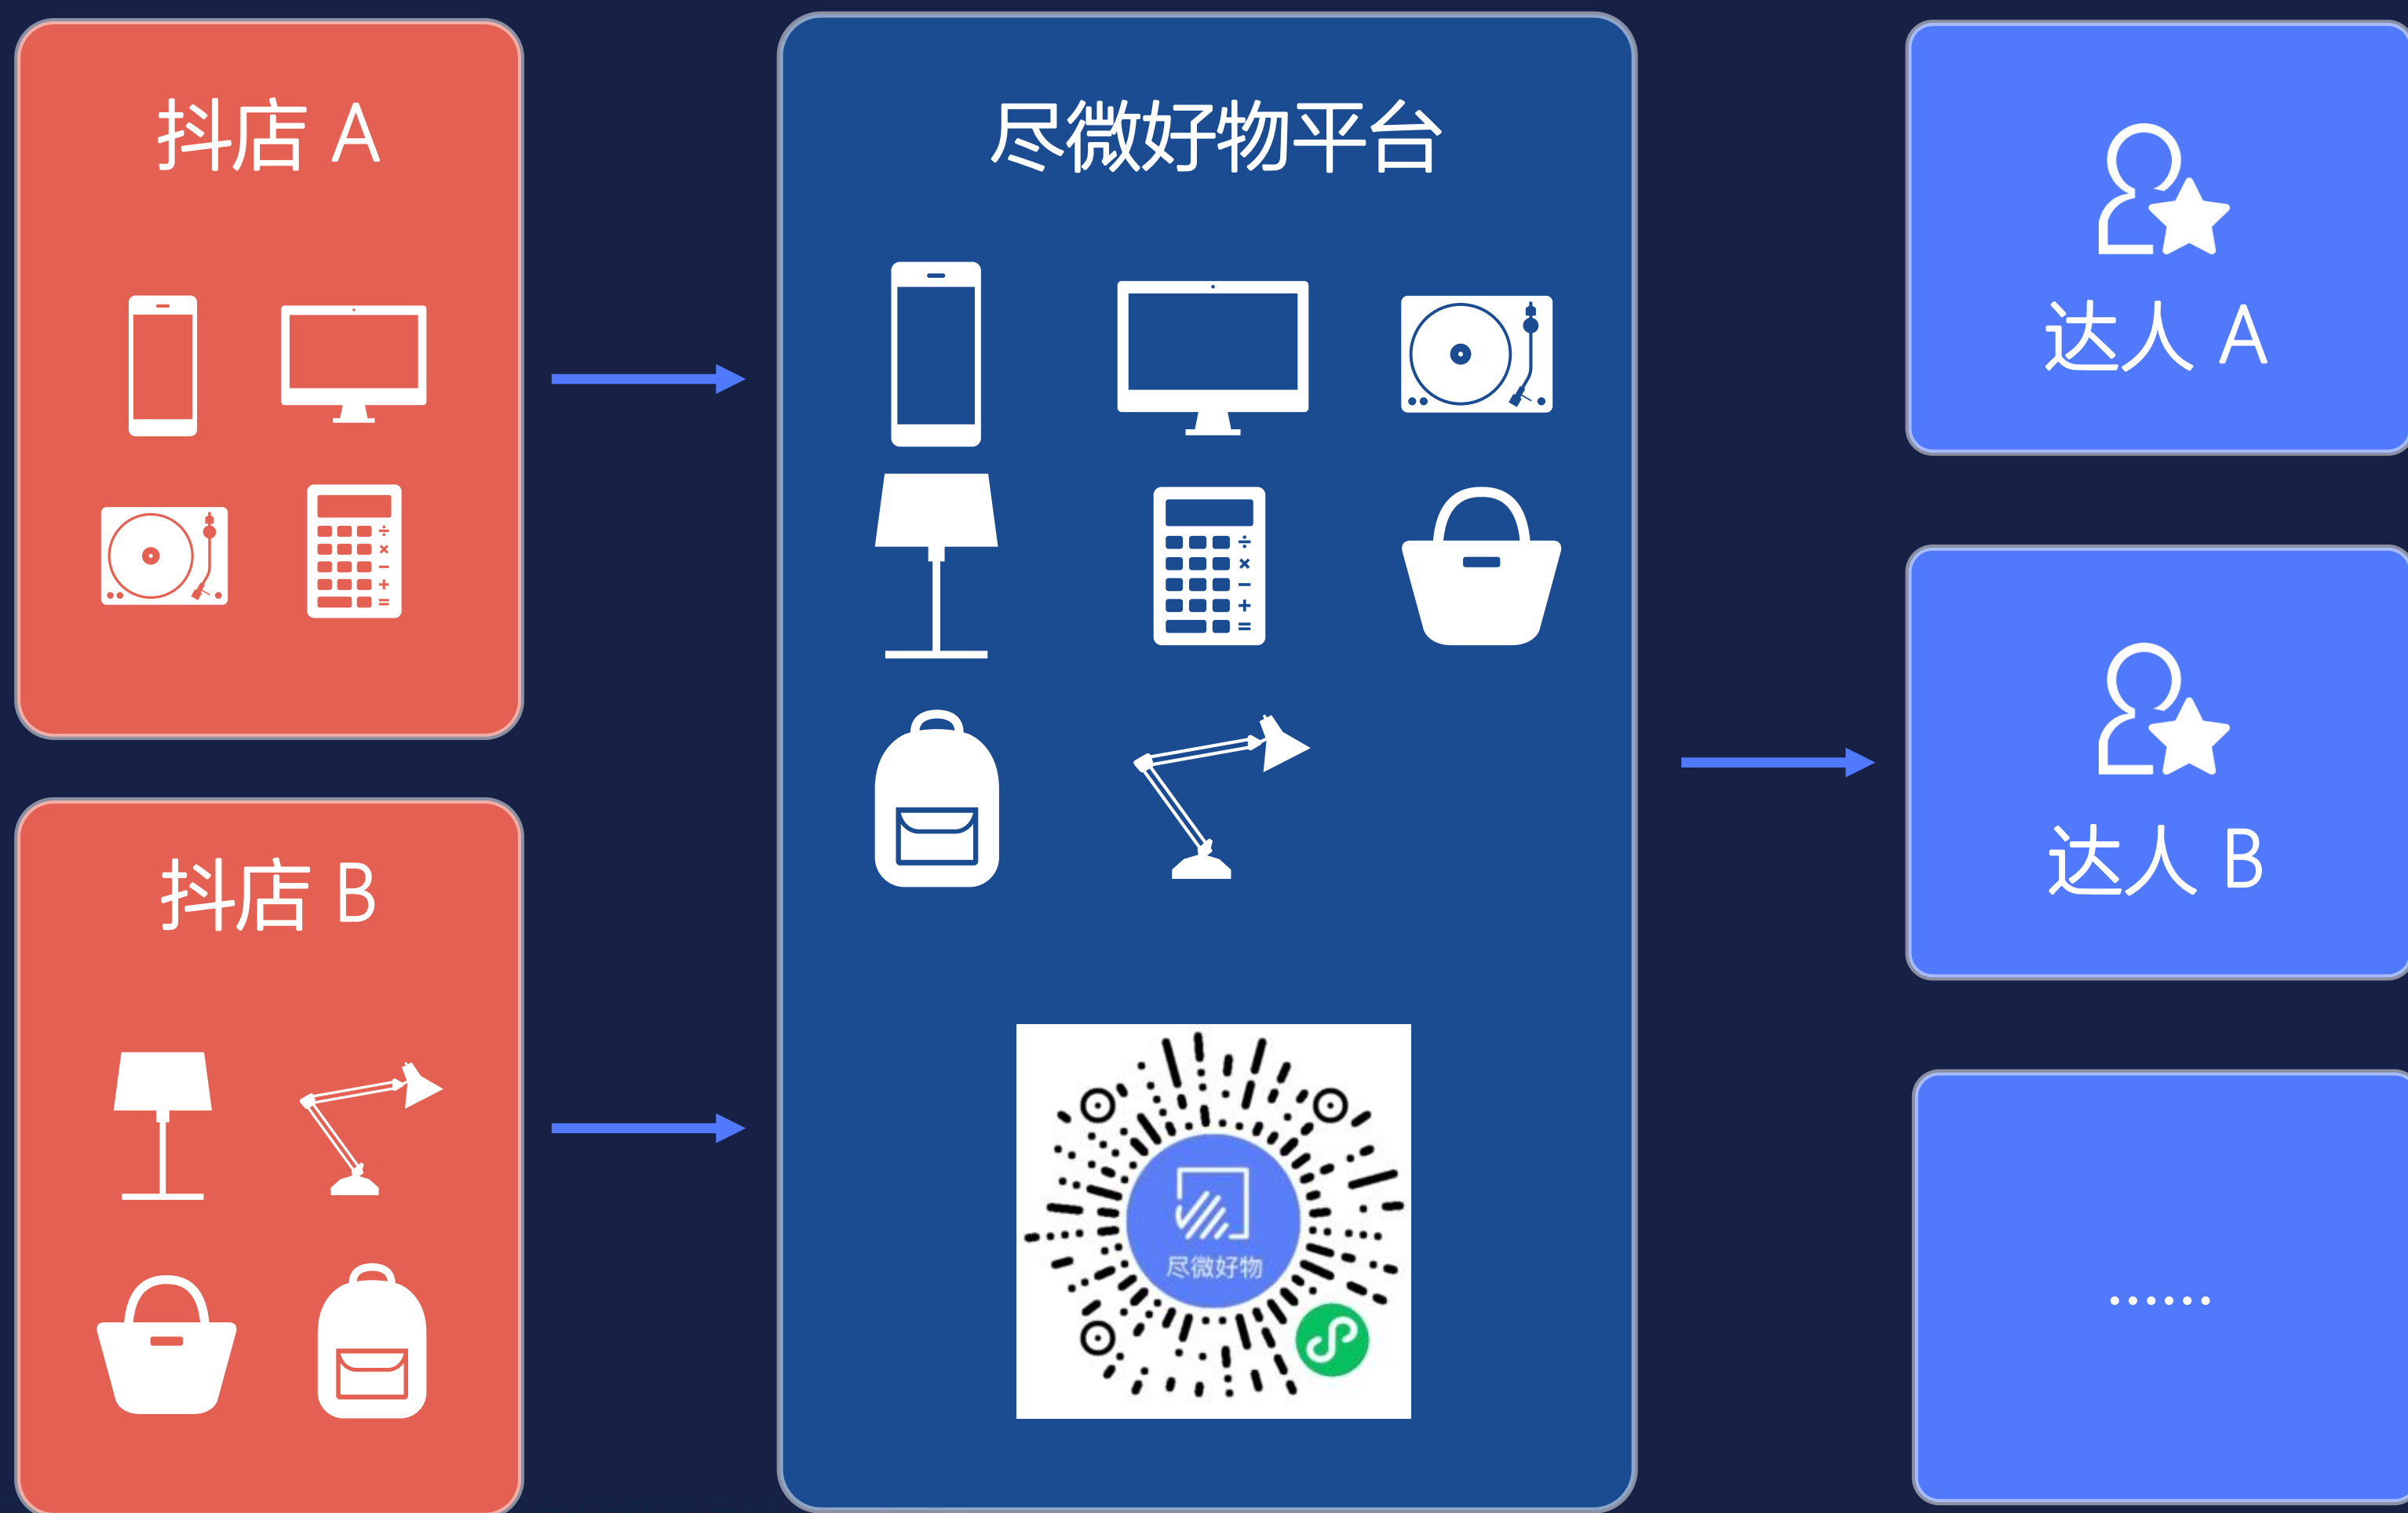 抖店 A
抖店 B
尽微好物平台
÷
×
−
+
=
÷
×
−
+
=
尽微好物
达人 A
达人 B
……